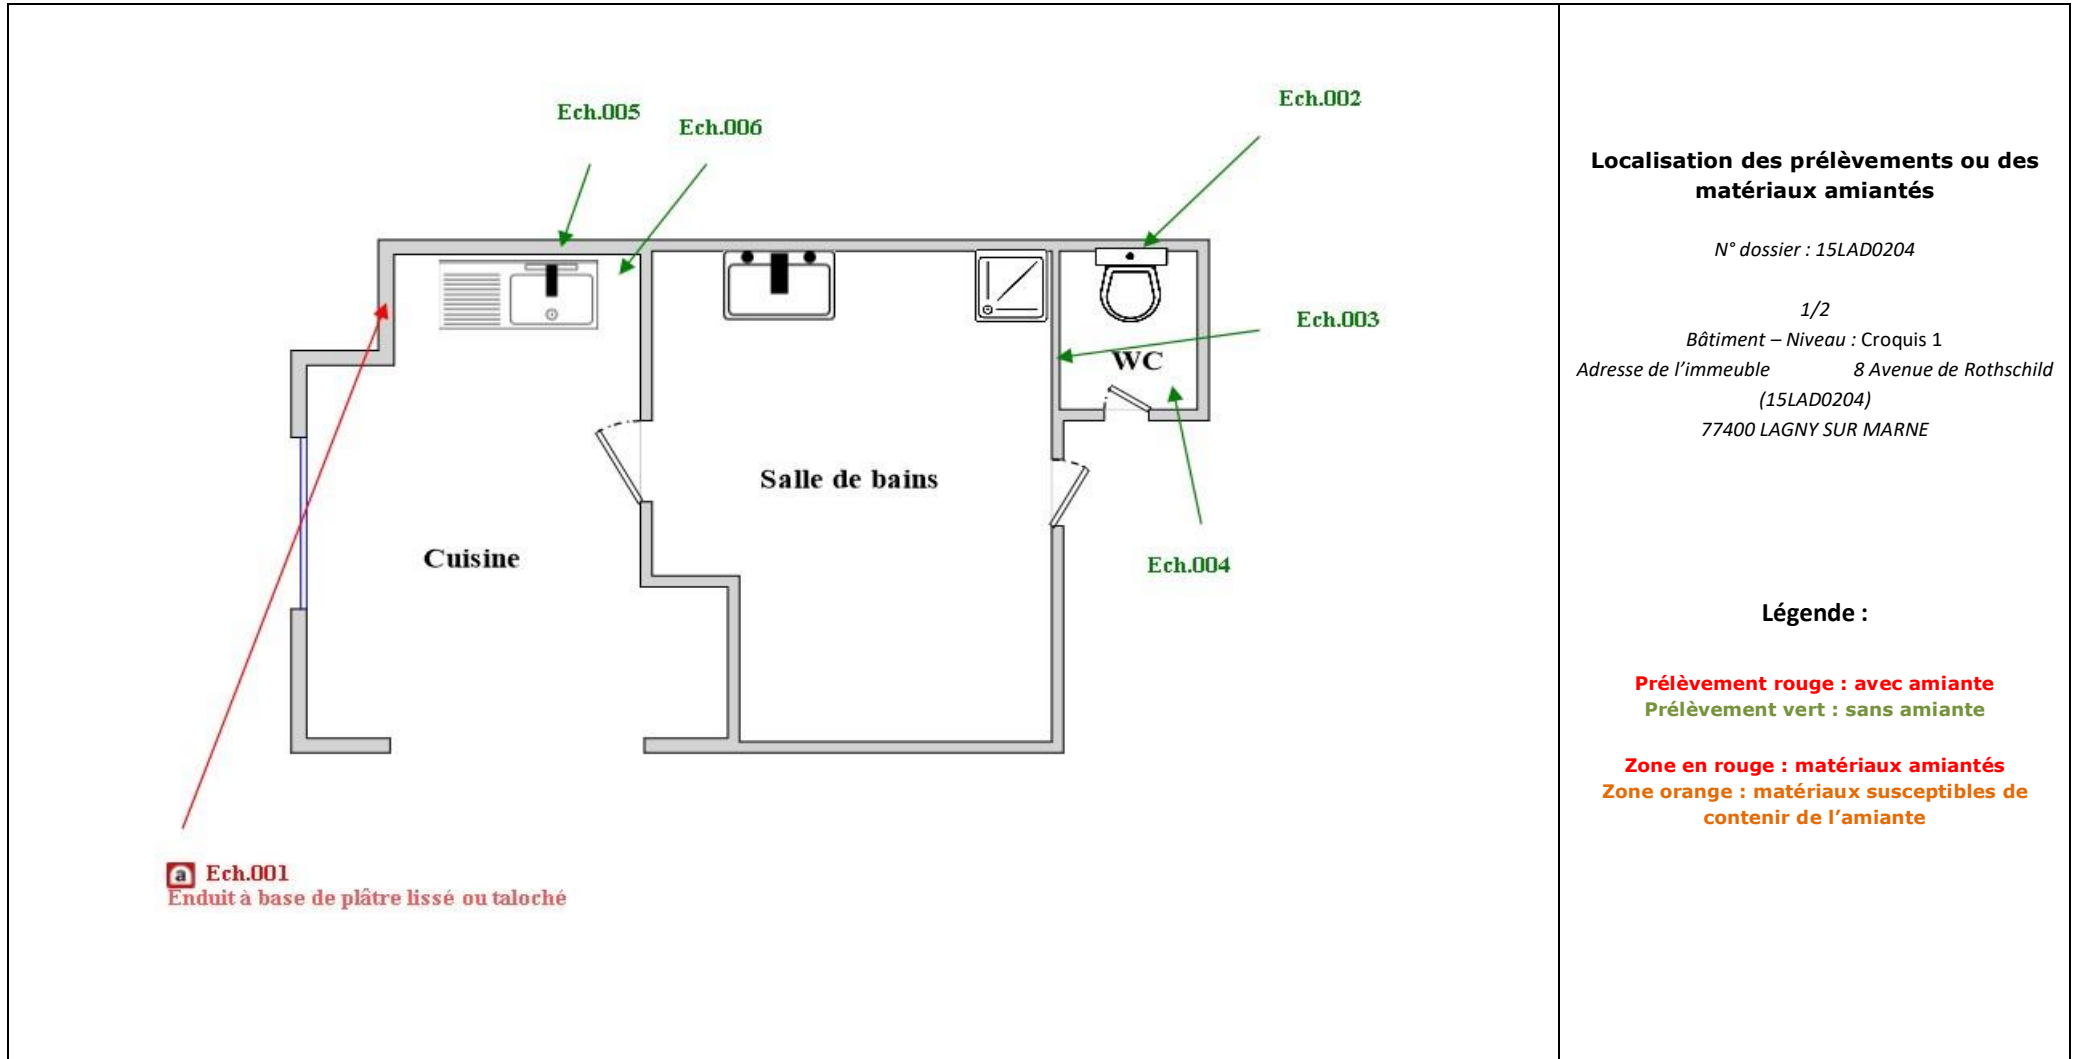 Ech.002
Ech.005
Ech.006
Ech.003
WC
Salle de bains
Cuisine
Ech.004
a Ech.001
Enduit à base de plâtre lissé ou taloché
Localisation des prélèvements ou des
matériaux amiantés
N° dossier : 15LAD0204
1/2
Bâtiment – Niveau : Croquis 1
Adresse de l’immeuble 8 Avenue de Rothschild
(15LAD0204)
77400 LAGNY SUR MARNE
Légende :
Prélèvement rouge : avec amiante
Prélèvement vert : sans amiante
Zone en rouge : matériaux amiantés
Zone orange : matériaux susceptibles de
contenir de l’amiante